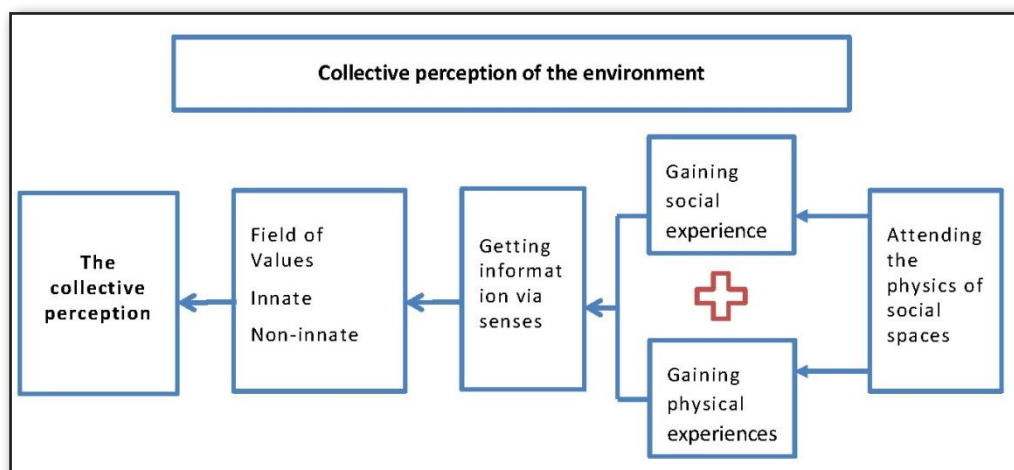 Collective perception of the environment
The
collective
perception
Field of
Values
Innate
Non-innate
Getting
informat
ion via
senses
Gaining
social
experience
Gaining
physical
experiences
Attending
the
physics of
social
spaces